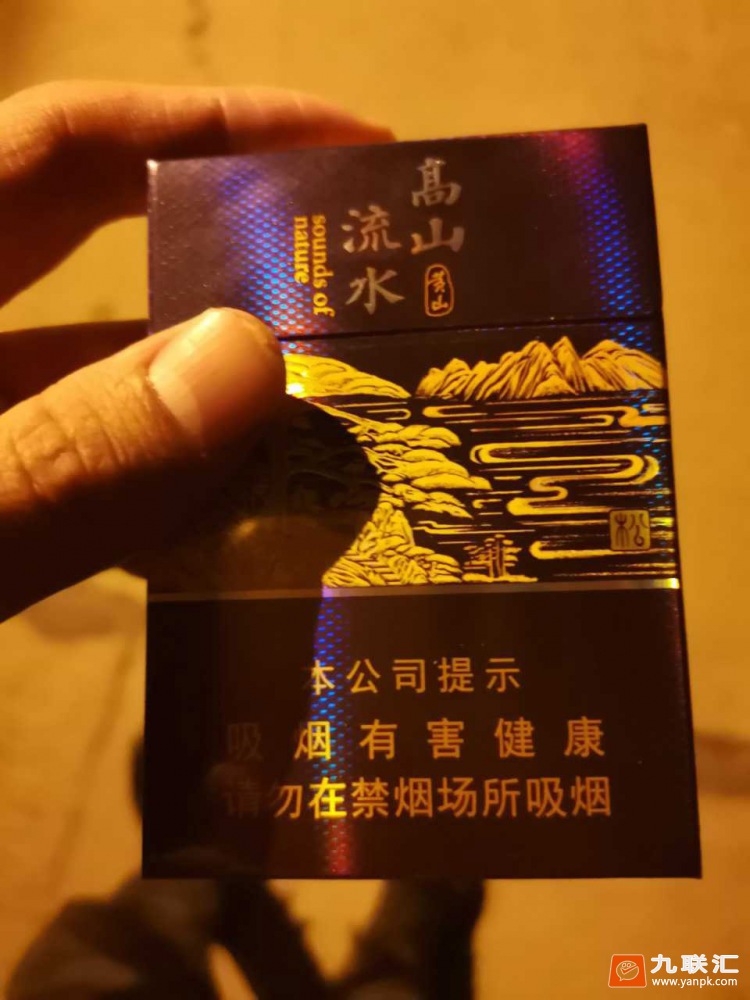 高山
流水
sounds of
nature
黄山
松
本公司提示
吸烟有害健康
请勿在禁烟场所吸烟
九联汇
www.yanpk.com